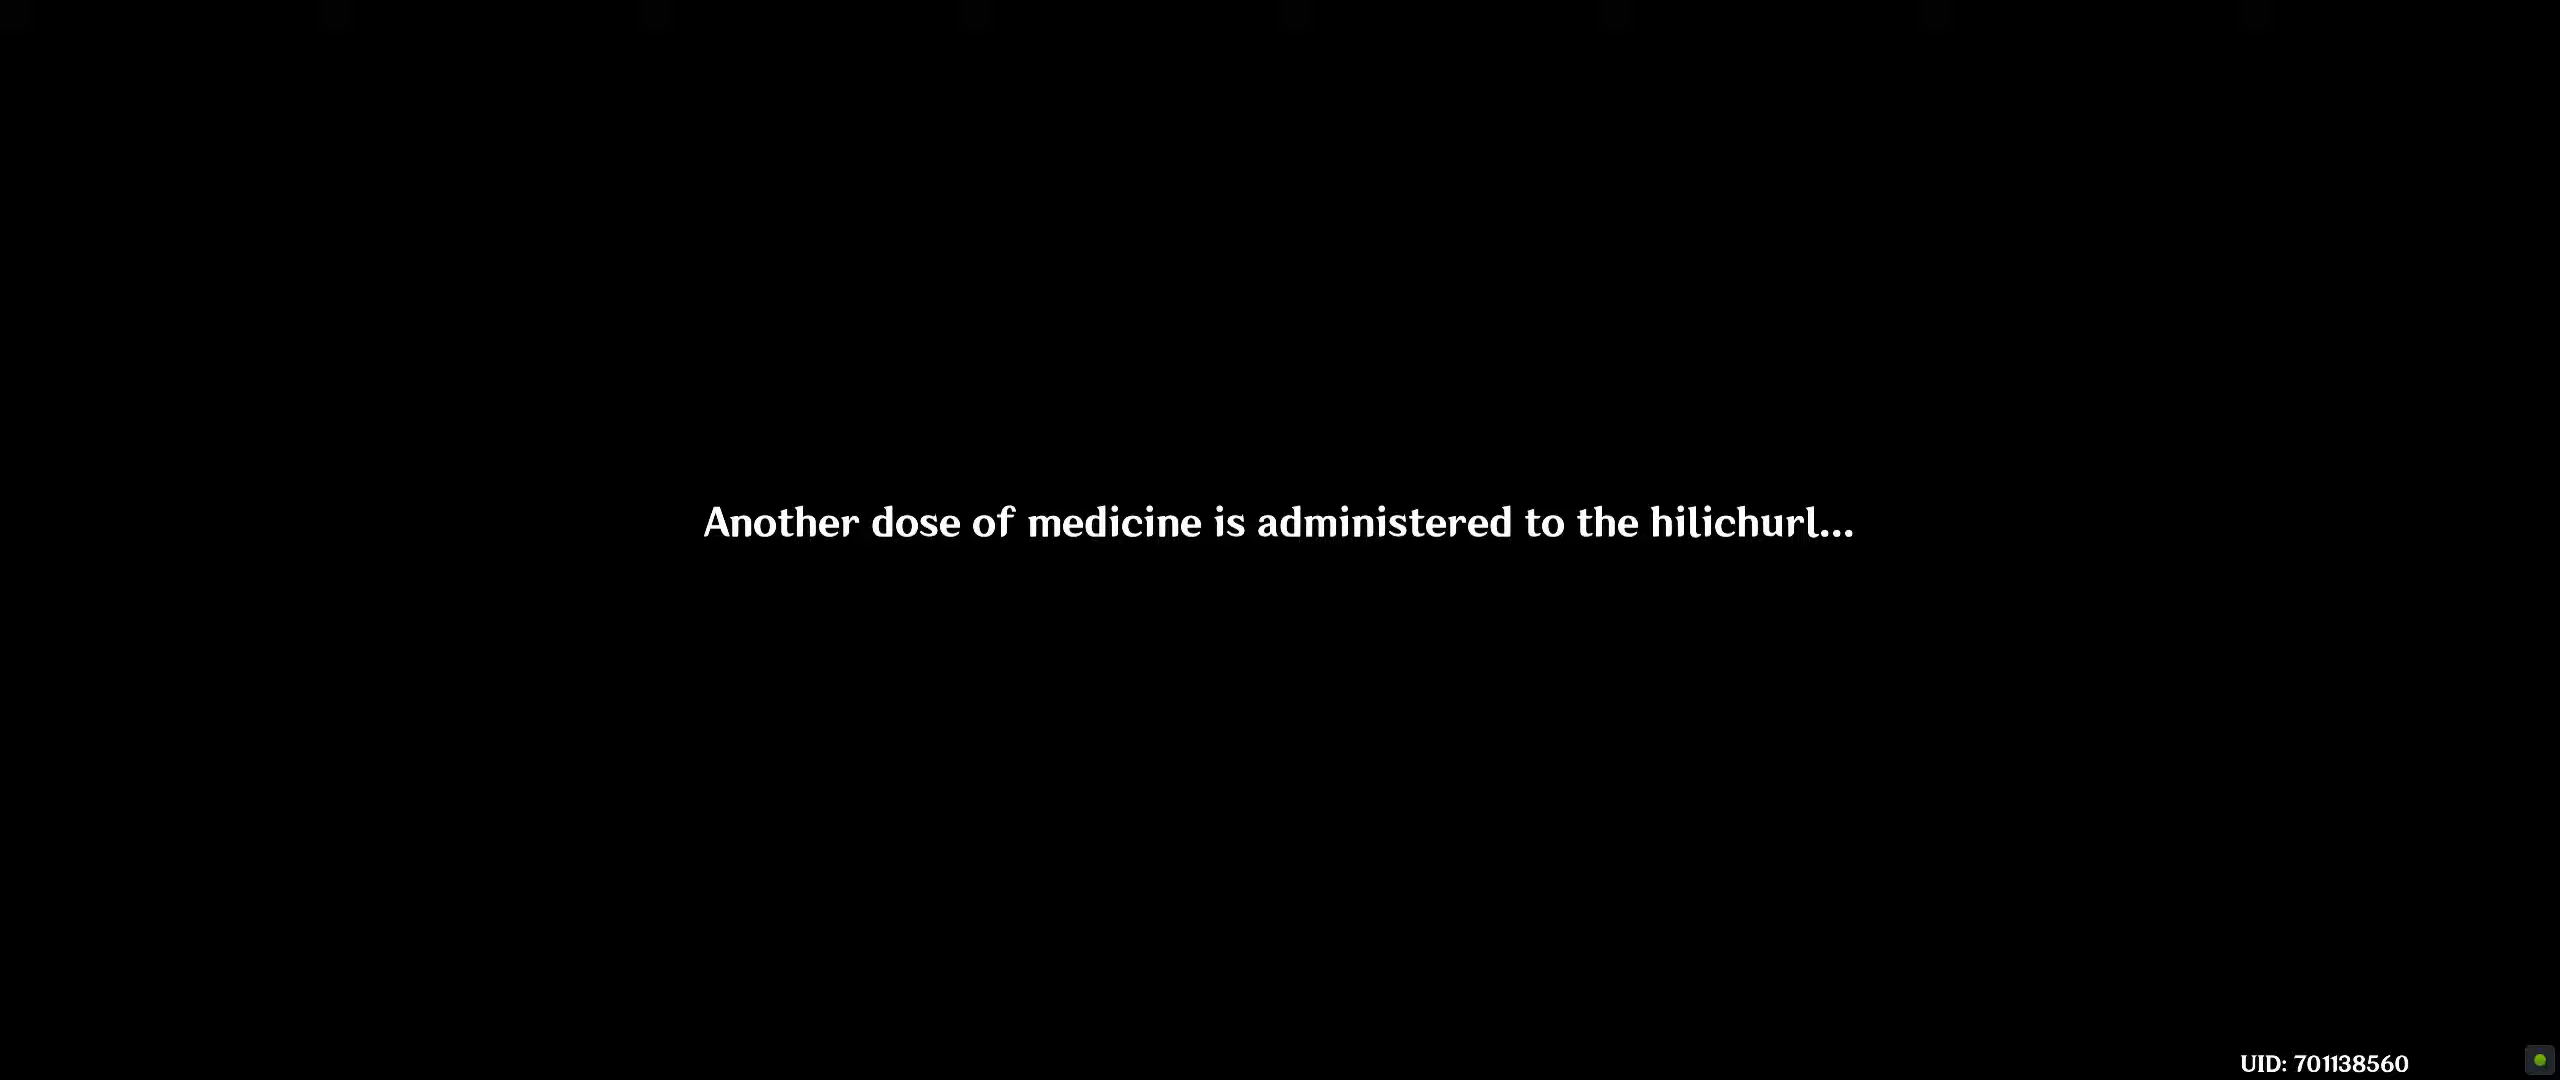 Another dose of medicine is administered to the hilichurl...
UID: 701138560